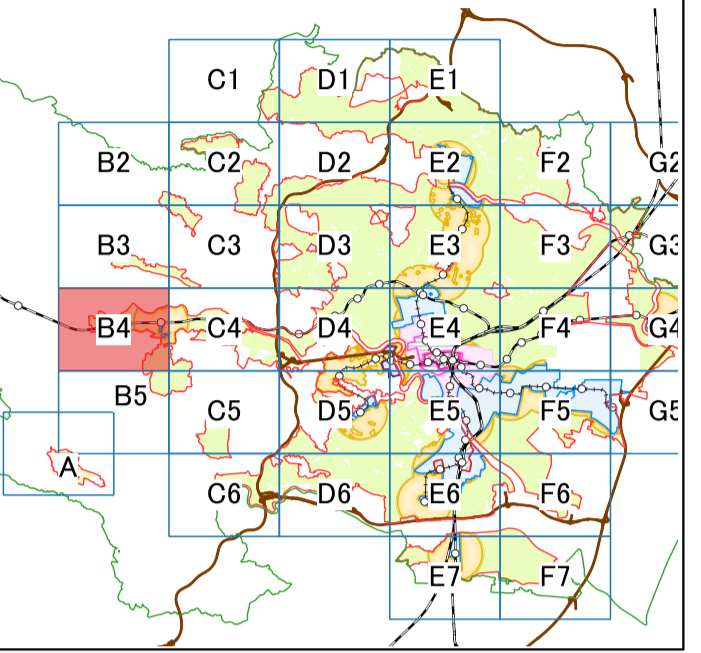 C1 D1 E1
B2 C2 D2 E2 F2 G2
B3 C3 D3 E3 F3 G3
B4 C4 D4 E4 F4 G4
B5 C5 D5 E5 F5 G5
A C6 D6 E6 F6
E7 F7